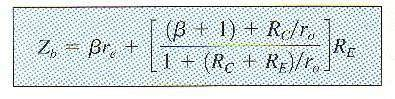 Z_b = βr_e + [ (β + 1) + R_C/r_o / 1 + (R_C + R_E)/r_o ] R_E